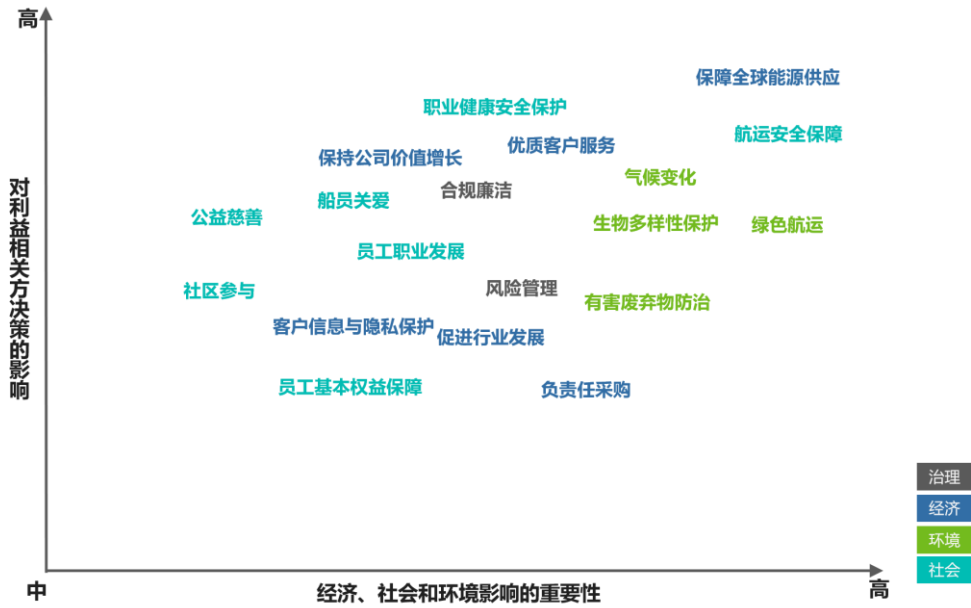 高
保障全球能源供应
职业健康安全保护
航运安全保障
优质客户服务
保持公司价值增长
气候变化
合规廉洁
船员关爱
公益慈善
生物多样性保护
绿色航运
员工职业发展
对利益相关方决策的影响
风险管理
社区参与
有害废弃物防治
客户信息与隐私保护
促进行业发展
员工基本权益保障
负责任采购
治理
经济
环境
社会
中
经济、社会和环境影响的重要性
高